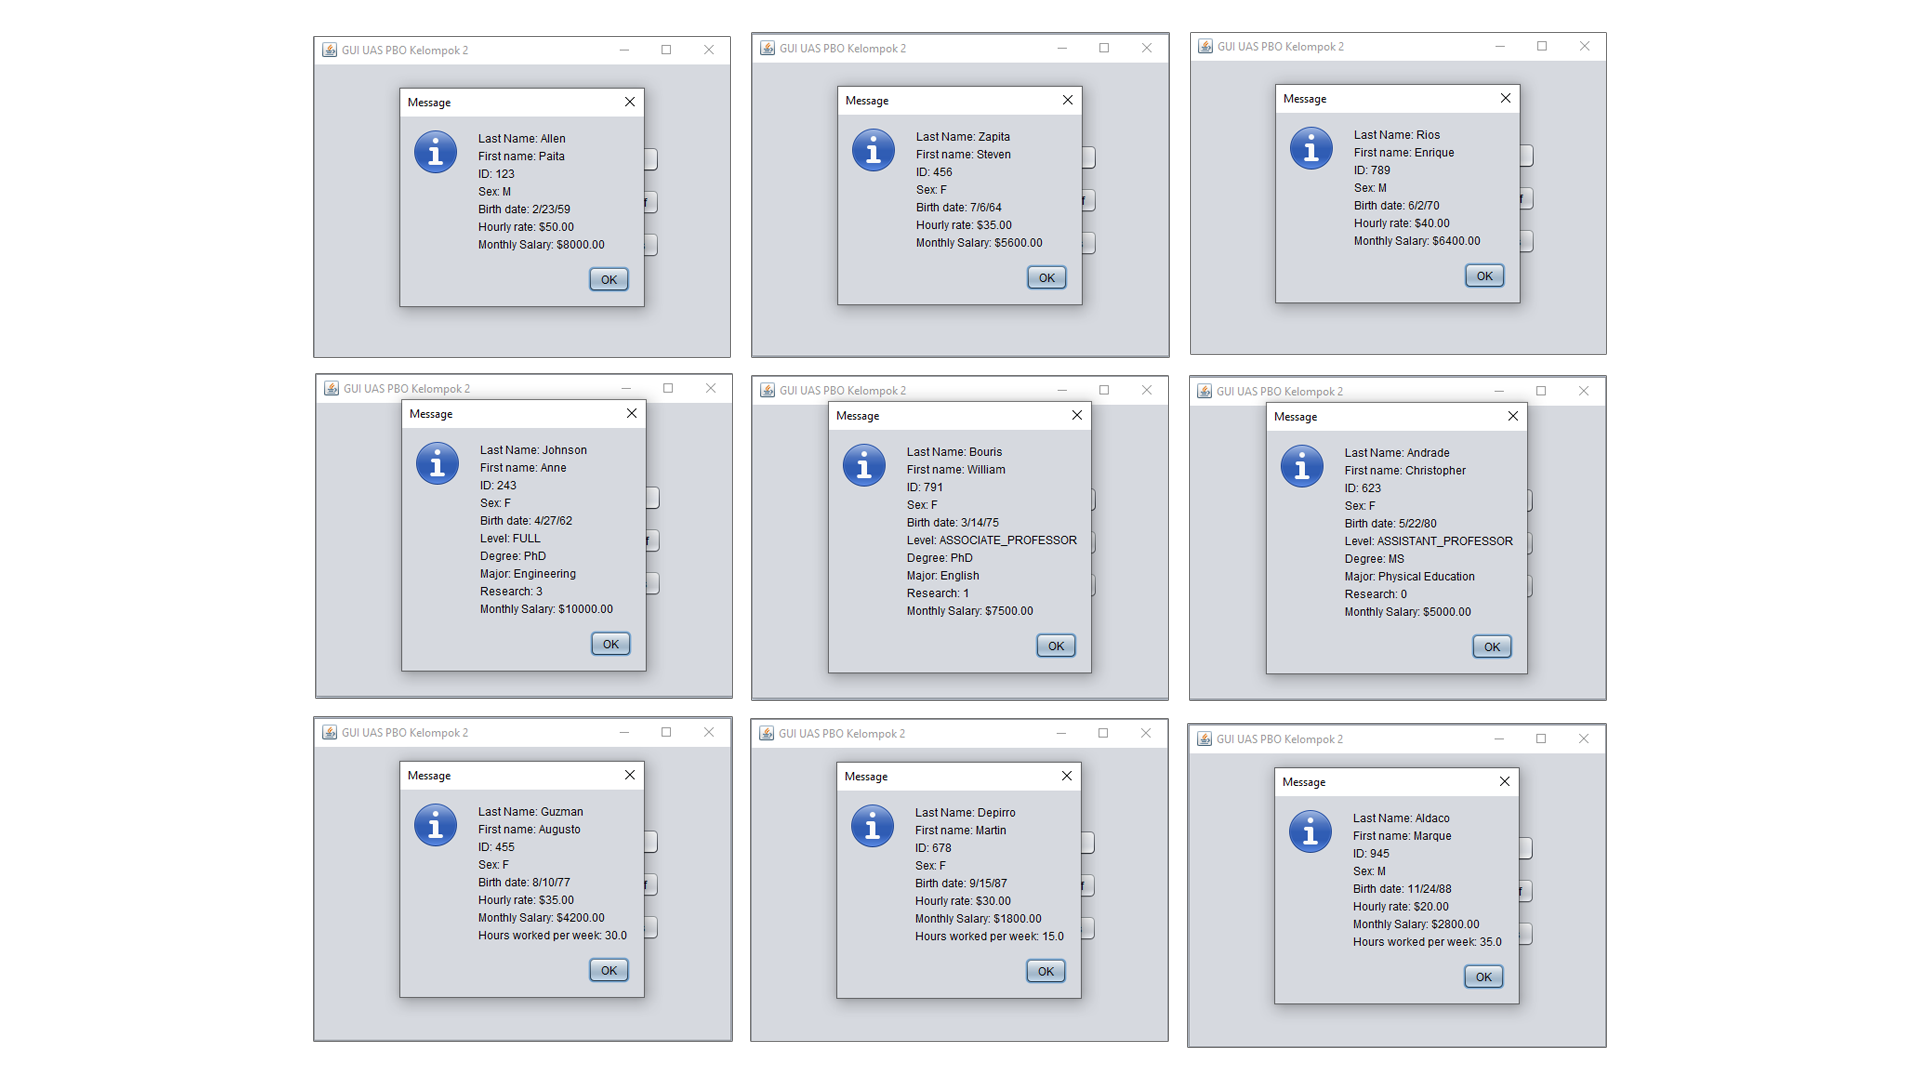 GUI UAS PBO Kelompok 2
Message
Last Name: Allen
First name: Paita
ID: 123
Sex: M
Birth date: 2/23/59
Hourly rate: $50.00
Monthly Salary: $8000.00
OK
GUI UAS PBO Kelompok 2
Message
Last Name: Zapita
First name: Steven
ID: 456
Sex: F
Birth date: 7/6/64
Hourly rate: $35.00
Monthly Salary: $5600.00
OK
GUI UAS PBO Kelompok 2
Message
Last Name: Rios
First name: Enrique
ID: 789
Sex: M
Birth date: 6/2/70
Hourly rate: $40.00
Monthly Salary: $6400.00
OK
GUI UAS PBO Kelompok 2
Message
Last Name: Johnson
First name: Anne
ID: 243
Sex: F
Birth date: 4/27/62
Level: FULL
Degree: PhD
Major: Engineering
Research: 3
Monthly Salary: $10000.00
OK
GUI UAS PBO Kelompok 2
Message
Last Name: Bouris
First name: William
ID: 791
Sex: F
Birth date: 3/14/75
Level: ASSOCIATE_PROFESSOR
Degree: PhD
Major: English
Research: 1
Monthly Salary: $7500.00
OK
GUI UAS PBO Kelompok 2
Message
Last Name: Andrade
First name: Christopher
ID: 623
Sex: F
Birth date: 5/22/80
Level: ASSISTANT_PROFESSOR
Degree: MS
Major: Physical Education
Research: 0
Monthly Salary: $5000.00
OK
GUI UAS PBO Kelompok 2
Message
Last Name: Guzman
First name: Augusto
ID: 455
Sex: F
Birth date: 8/10/77
Hourly rate: $35.00
Monthly Salary: $4200.00
Hours worked per week: 30.0
OK
GUI UAS PBO Kelompok 2
Message
Last Name: Depirro
First name: Martin
ID: 678
Sex: F
Birth date: 9/15/87
Hourly rate: $30.00
Monthly Salary: $1800.00
Hours worked per week: 15.0
OK
GUI UAS PBO Kelompok 2
Message
Last Name: Aldaco
First name: Marque
ID: 945
Sex: M
Birth date: 11/24/88
Hourly rate: $20.00
Monthly Salary: $2800.00
Hours worked per week: 35.0
OK